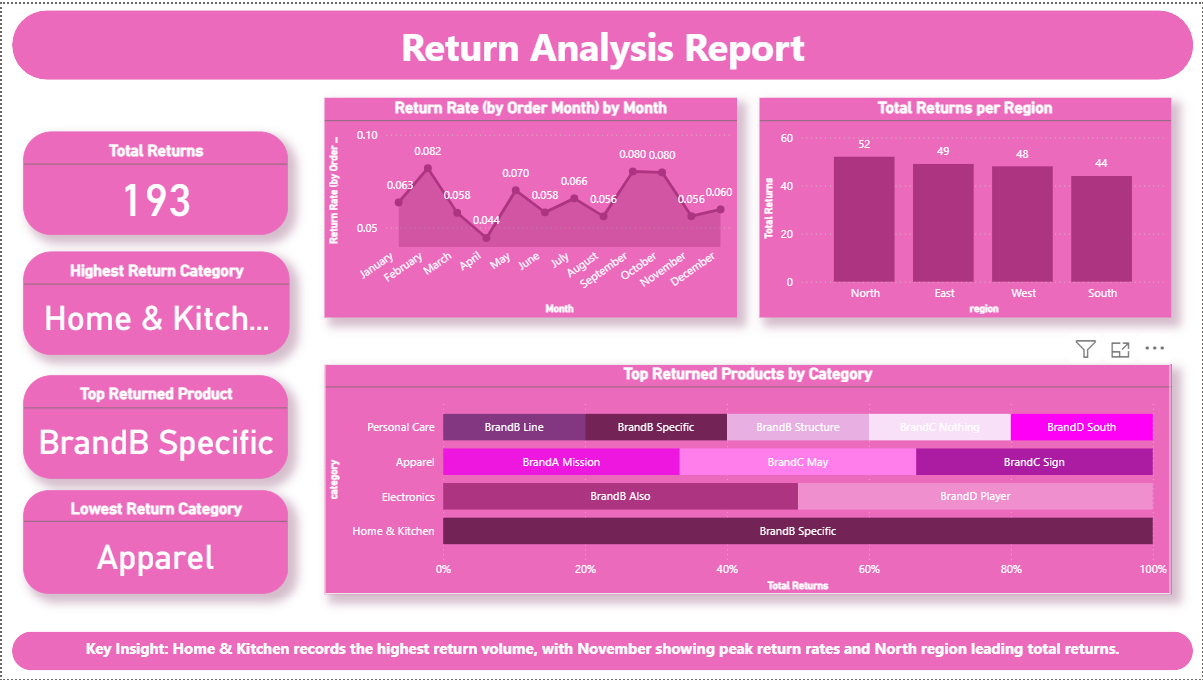 Return Analysis Report
Total Returns
193
Highest Return Category
Home & Kitch...
Top Returned Product
BrandB Specific
Lowest Return Category
Apparel
Return Rate (by Order Month) by Month
Return Rate (by Order ...
0.10
0.05
0.063
0.082
0.058
0.044
0.070
0.058
0.066
0.056
0.080
0.080
0.056
0.060
January
February
March
April
May
June
July
August
September
October
November
December
Month
Total Returns per Region
Total Returns
60
40
20
0
52
49
48
44
North
East
West
South
region
Top Returned Products by Category
category
Personal Care
BrandB Line
BrandB Specific
BrandB Structure
BrandC Nothing
BrandD South
Apparel
BrandA Mission
BrandC May
BrandC Sign
Electronics
BrandB Also
BrandD Player
Home & Kitchen
BrandB Specific
0%
20%
40%
60%
80%
100%
Total Returns
Key Insight: Home & Kitchen records the highest return volume, with November showing peak return rates and North region leading total returns.